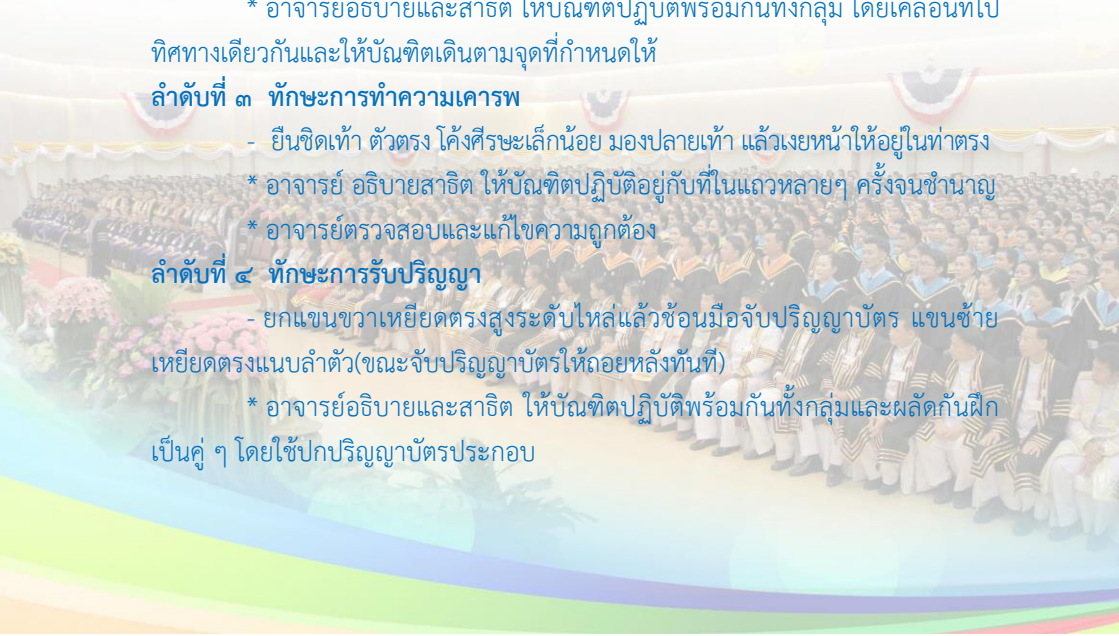 * อาจารย์อธิบายและสาธิต ให้บัณฑิตปฏิบัติพร้อมกันทั้งกลุ่ม โดยเคลื่อนที่ไป
ทิศทางเดียวกันและให้บัณฑิตเดินตามจุดที่กำหนดให้
ลำดับที่ ๓ ทักษะการทำความเคารพ
- ยืนชิดเท้า ตัวตรง โค้งศีรษะเล็กน้อย มองปลายเท้า แล้วเงยหน้าให้อยู่ในท่าตรง
* อาจารย์ อธิบายสาธิต ให้บัณฑิตปฏิบัติอยู่กับที่ในแถวหลายๆ ครั้งจนชำนาญ
* อาจารย์ตรวจสอบและแก้ไขความถูกต้อง
ลำดับที่ ๔ ทักษะการรับปริญญา
- ยกแขนขวาเหยียดตรงสูงระดับไหล่แล้วช้อนมือจับปริญญาบัตร แขนซ้าย
เหยียดตรงแนบลำตัว(ขณะจับปริญญาบัตรให้ถอยหลังทันที)
* อาจารย์อธิบายและสาธิต ให้บัณฑิตปฏิบัติพร้อมกันทั้งกลุ่มและผลัดกันฝึก
เป็นคู่ ๆ โดยใช้ปกปริญญาบัตรประกอบ